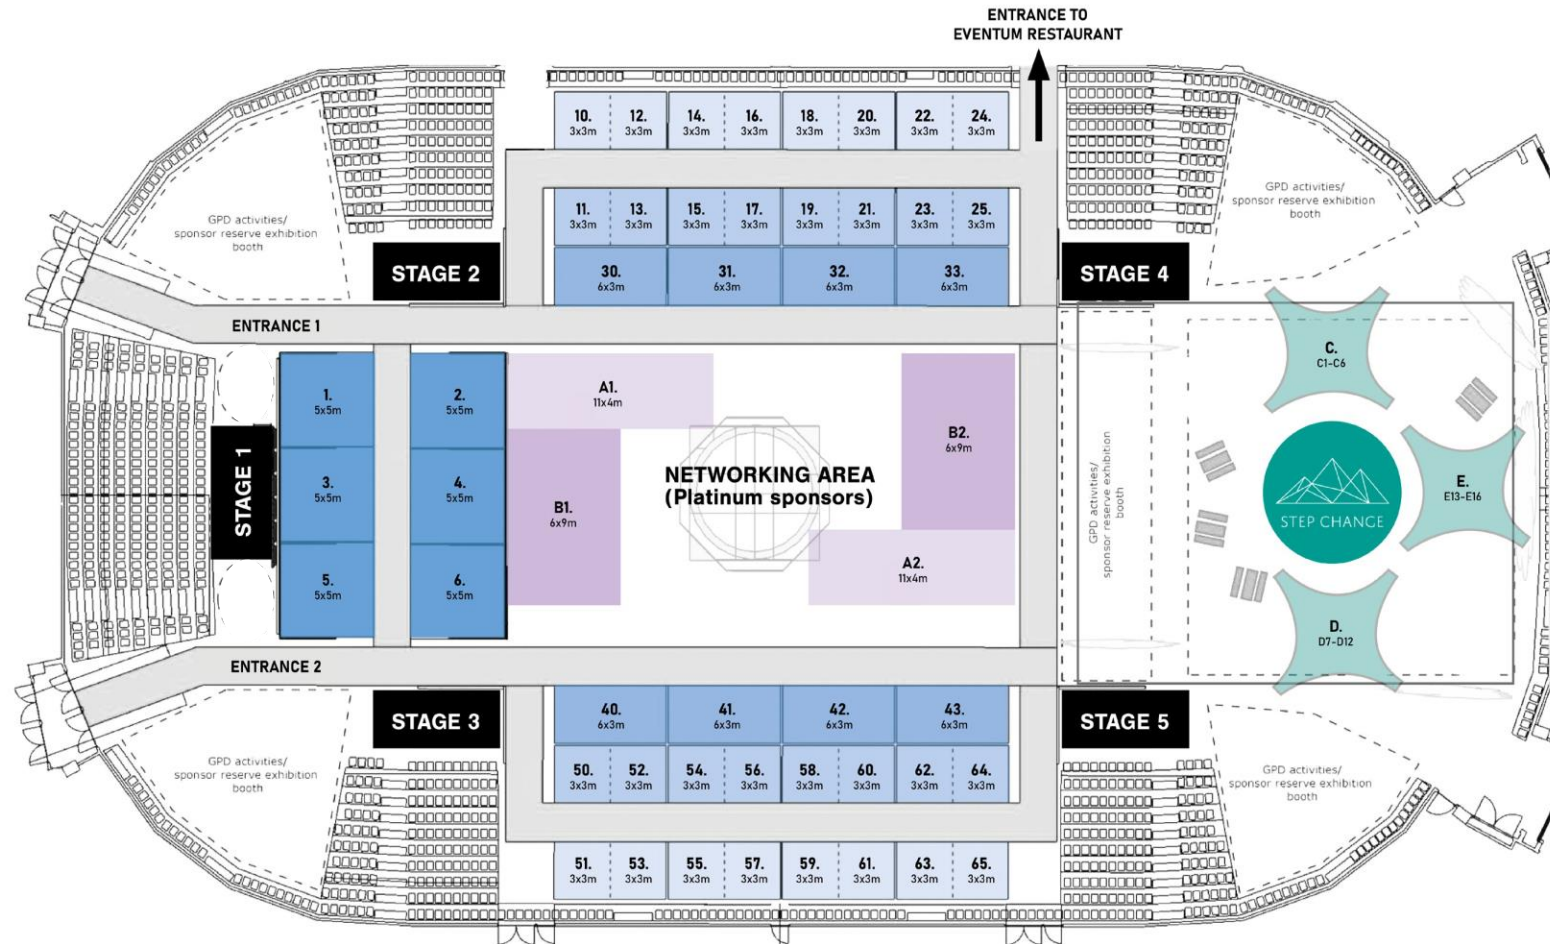 ENTRANCE TO
EVENTUM RESTAURANT
10. 12. 14. 16. 18. 20. 22. 24.
3x3m 3x3m 3x3m 3x3m 3x3m 3x3m 3x3m 3x3m
GPD activities/
sponsor reserve exhibition
booth
GPD activities/
sponsor reserve exhibition
booth
11. 13. 15. 17. 19. 21. 23. 25.
3x3m 3x3m 3x3m 3x3m 3x3m 3x3m 3x3m 3x3m
STAGE 2
30. 31. 32. 33.
6x3m 6x3m 6x3m 6x3m
STAGE 4
ENTRANCE 1
STAGE 1
1. 2.
5x5m 5x5m
3. 4.
5x5m 5x5m
5. 6.
5x5m 5x5m
A1.
11x4m
B1.
6x9m
NETWORKING AREA
(Platinum sponsors)
B2.
6x9m
A2.
11x4m
GPD activities/
sponsor reserve exhibition
booth
C.
C1-C6
STEP CHANGE
E.
E13-E16
D.
D7-D12
ENTRANCE 2
STAGE 3
40. 41. 42. 43.
6x3m 6x3m 6x3m 6x3m
STAGE 5
50. 52. 54. 56. 58. 60. 62. 64.
3x3m 3x3m 3x3m 3x3m 3x3m 3x3m 3x3m 3x3m
GPD activities/
sponsor reserve exhibition
booth
GPD activities/
sponsor reserve exhibition
booth
51. 53. 55. 57. 59. 61. 63. 65.
3x3m 3x3m 3x3m 3x3m 3x3m 3x3m 3x3m 3x3m